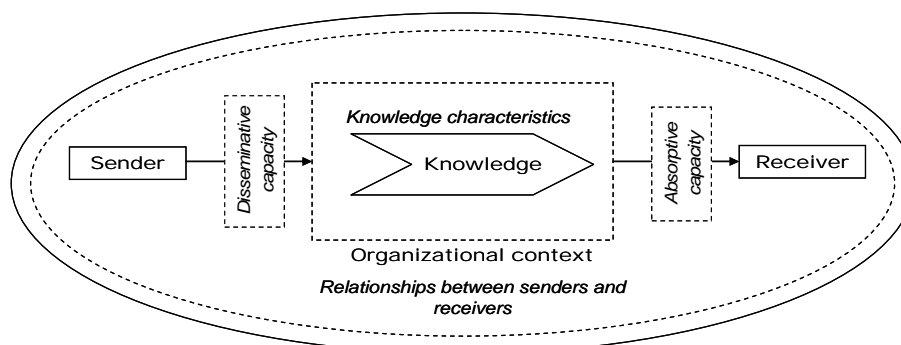 Sender
Disseminative
capacity
Knowledge characteristics
Knowledge
Absorptive
capacity
Receiver
Organizational context
Relationships between senders and
receivers